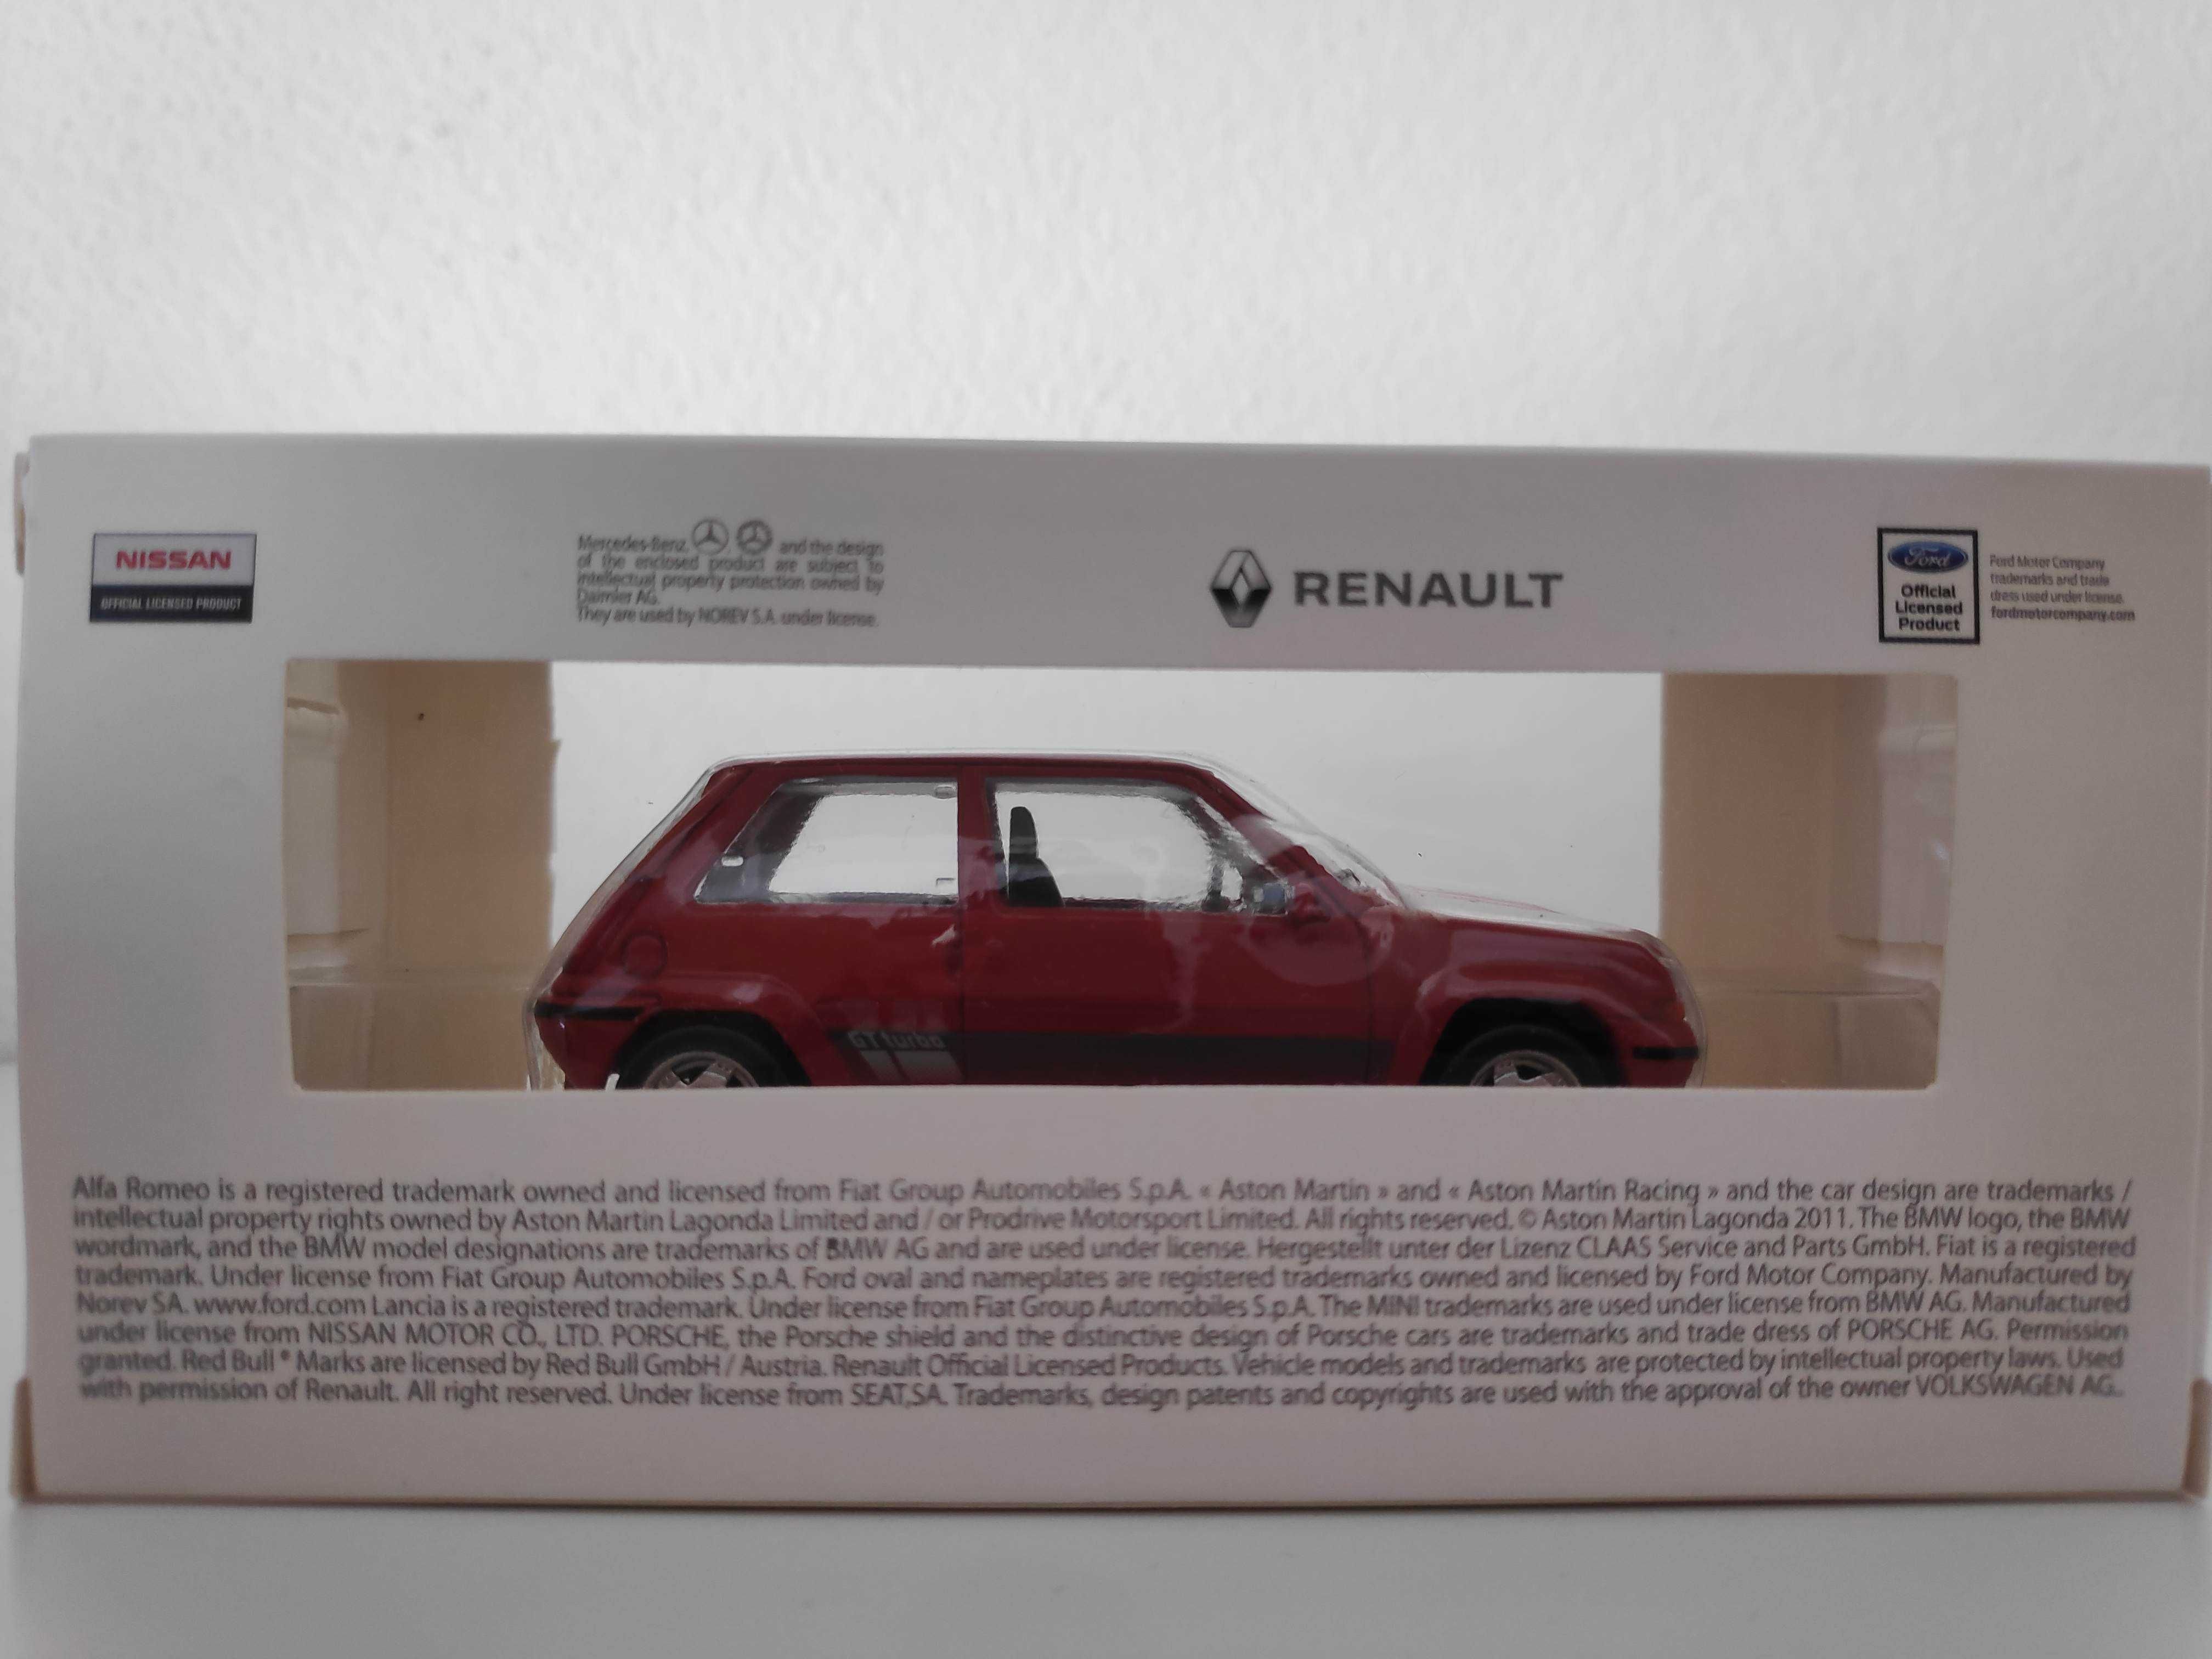 NISSAN
OFFICIAL LICENSED PRODUCT
Mercedes-Benz, and the design
of the enclosed product are subject to
intellectual property protection owned by
Daimler AG.
They are used by NOREV S.A. under license.
RENAULT
Ford
Official
Licensed
Product
Ford Motor Company
trademarks and trade
dress used under license.
fordmotorcompany.com
GT turbo
Alfa Romeo is a registered trademark owned and licensed from Fiat Group Automobiles S.p.A. « Aston Martin » and « Aston Martin Racing » and the car design are trademarks /
intellectual property rights owned by Aston Martin Lagonda Limited and / or Prodrive Motorsport Limited. All rights reserved. © Aston Martin Lagonda 2011. The BMW logo, the BMW
wordmark, and the BMW model designations are trademarks of BMW AG and are used under license. Hergestellt unter der Lizenz CLAAS Service and Parts GmbH. Fiat is a registered
trademark. Under license from Fiat Group Automobiles S.p.A. Ford oval and nameplates are registered trademarks owned and licensed by Ford Motor Company. Manufactured by
Norev SA. www.ford.com Lancia is a registered trademark. Under license from Fiat Group Automobiles S.p.A. The MINI trademarks are used under license from BMW AG. Manufactured
under license from NISSAN MOTOR CO., LTD. PORSCHE, the Porsche shield and the distinctive design of Porsche cars are trademarks and trade dress of PORSCHE AG. Permission
granted. Red Bull ® Marks are licensed by Red Bull GmbH / Austria. Renault Official Licensed Products. Vehicle models and trademarks are protected by intellectual property laws. Used
with permission of Renault. All right reserved. Under license from SEAT,SA. Trademarks, design patents and copyrights are used with the approval of the owner VOLKSWAGEN AG.